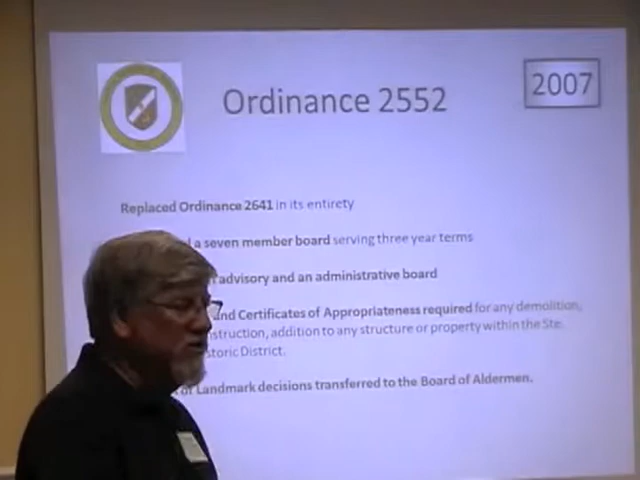 Ordinance 2552
2007
Replaced Ordinance 2641 in its entirety
a seven member board serving three year terms
advisory and an administrative board
and Certificates of Appropriateness required for any demolition,
struction, addition to any structure or property within the Ste.
storic District.
of Landmark decisions transferred to the Board of Aldermen.